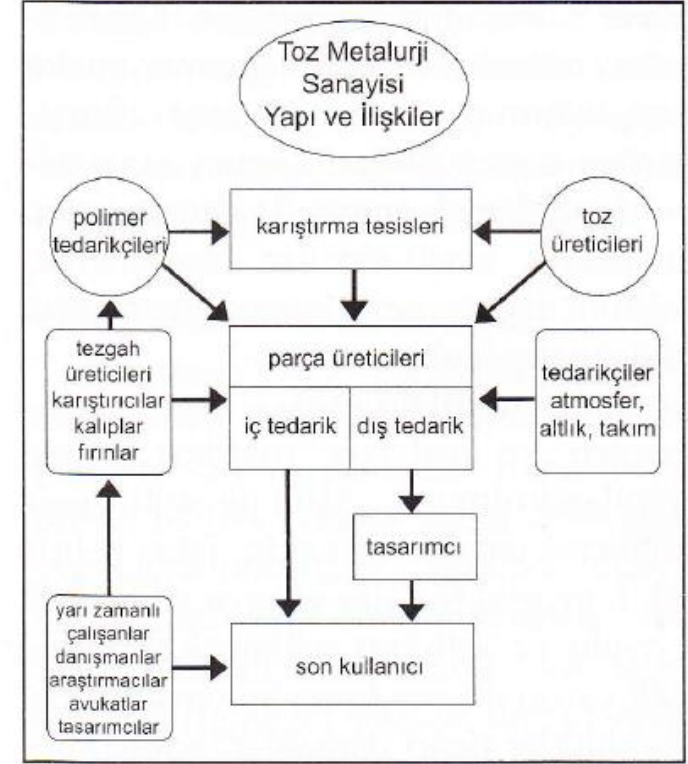 Toz Metalurji
Sanayisi
Yapı ve İlişkiler
polimer
tedarikçileri
karıştırma tesisleri
toz
üreticileri
tezgah
üreticileri
karıştırıcılar
kalıplar
fırınlar
parça üreticileri
iç tedarik
dış tedarik
tedarikçiler
atmosfer,
altlık, takım
tasarımcı
yarı zamanlı
çalışanlar
danışmanlar
araştırmacılar
avukatlar
tasarımcılar
son kullanıcı